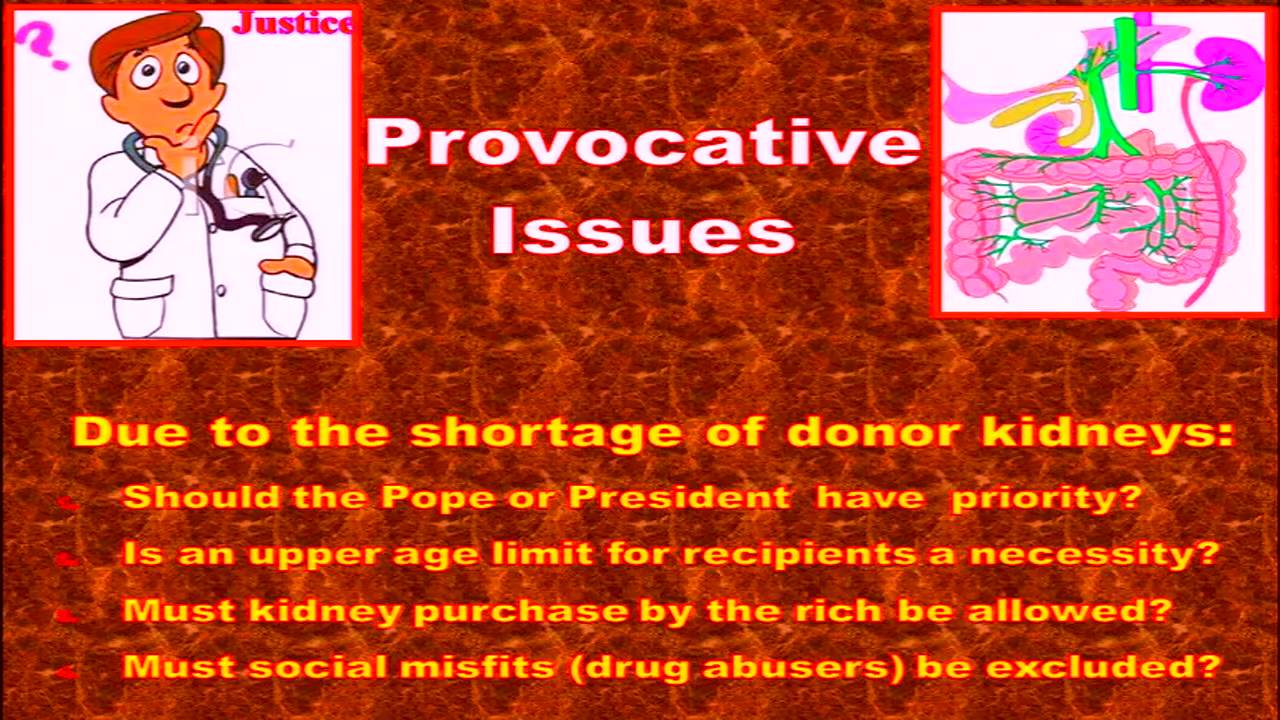 ?
Justice
Provocative
Issues
Due to the shortage of donor kidneys:
Should the Pope or President have priority?
Is an upper age limit for recipients a necessity?
Must kidney purchase by the rich be allowed?
Must social misfits (drug abusers) be excluded?